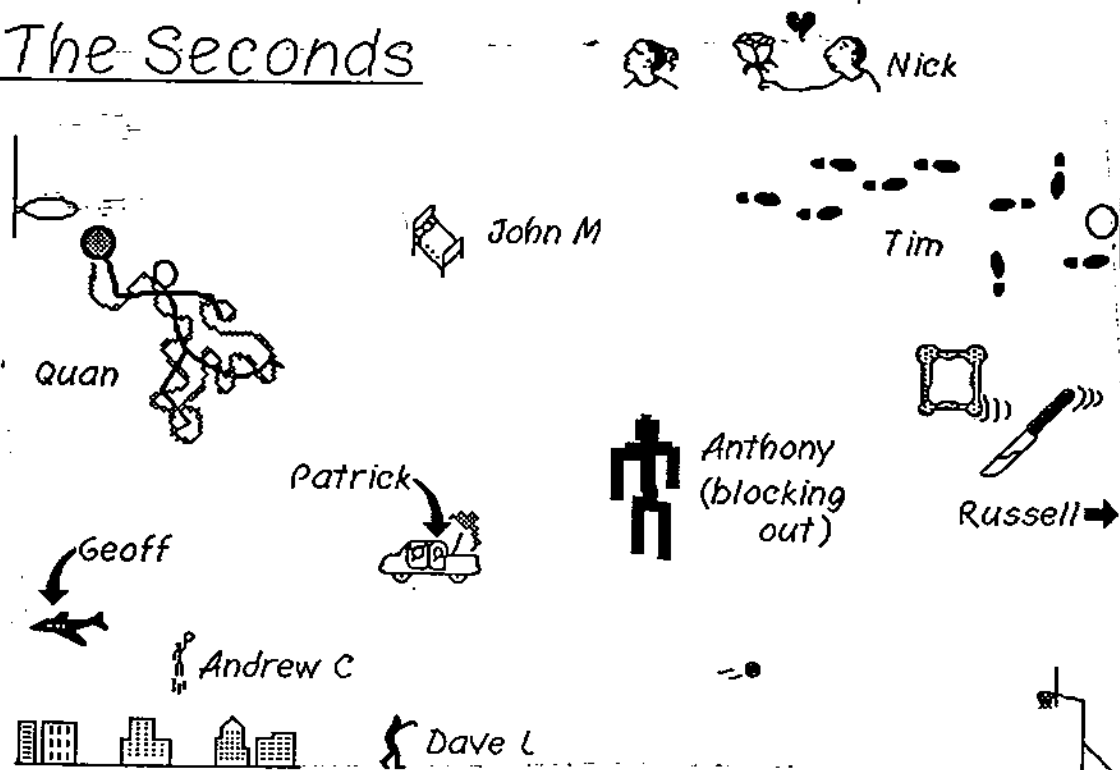 The Seconds
Nick
John M
Tim
Quan
Anthony
(blocking
out)
Patrick
Russell
Geoff
Andrew C
Dave L